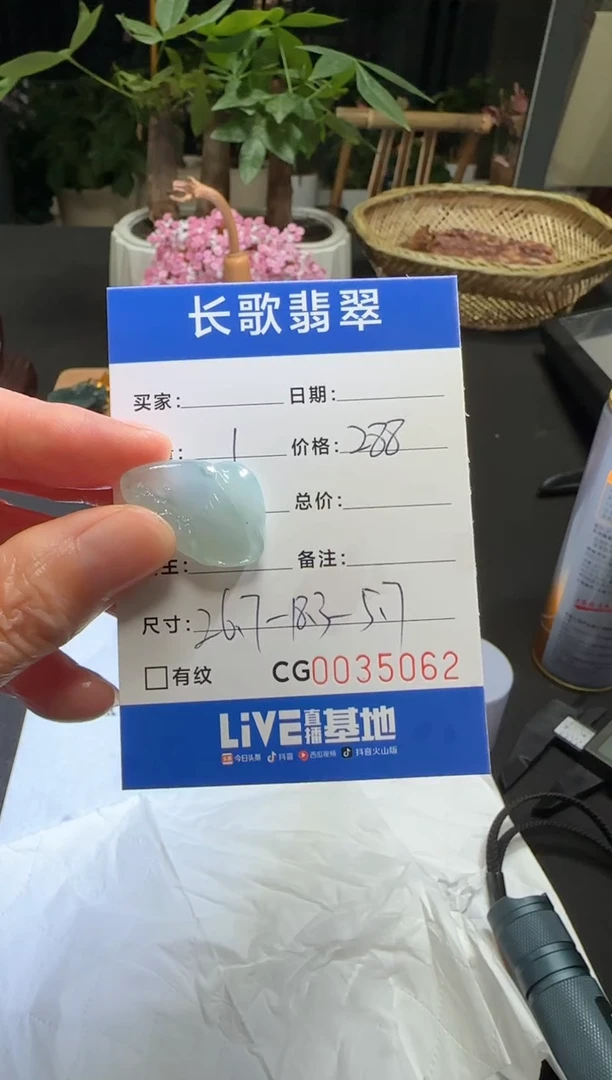 长歌翡翠
买家: 日期:
: 1 价格: 288
总价:
主: 备注:
尺寸: 26.7-18.3-5.7
有纹 CG0035062
LiVE直播基地
今日头条 抖音 西瓜视频 抖音火山版